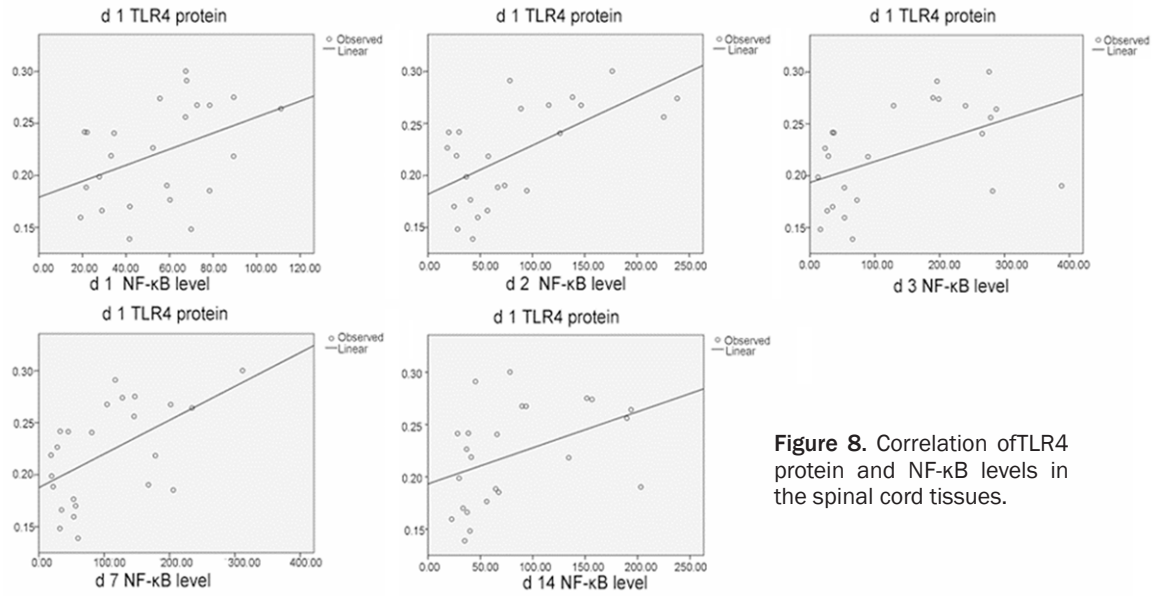 d 1 TLR4 protein
Observed
Linear
0.30
0.25
0.20
0.15
0.00 20.00 40.00 60.00 80.00 100.00 120.00
d 1 NF-κB level
d 1 TLR4 protein
Observed
Linear
0.30
0.25
0.20
0.15
0.00 50.00 100.00 150.00 200.00 250.00
d 2 NF-κB level
d 1 TLR4 protein
Observed
Linear
0.30
0.25
0.20
0.15
0.00 100.00 200.00 300.00 400.00
d 3 NF-κB level
d 1 TLR4 protein
Observed
Linear
0.30
0.25
0.20
0.15
0.00 100.00 200.00 300.00 400.00
d 7 NF-κB level
d 1 TLR4 protein
Observed
Linear
0.30
0.25
0.20
0.15
0.00 50.00 100.00 150.00 200.00 250.00
d 14 NF-κB level
Figure 8. Correlation ofTLR4
protein and NF-κB levels in
the spinal cord tissues.